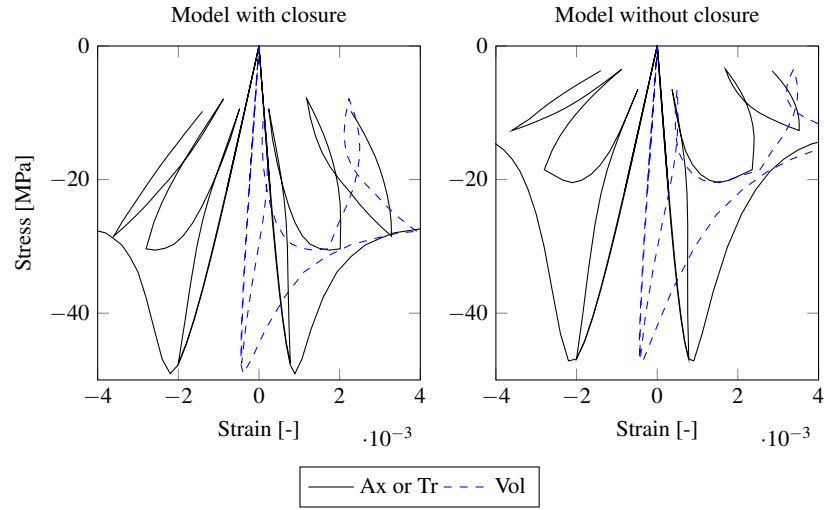 Model with closure
Model without closure
0
−20
−40
Stress [MPa]
−4
−2
0
2
4
Strain [-]
·10−3
0
−20
−40
−4
−2
0
2
4
Strain [-]
·10−3
Ax or Tr
Vol